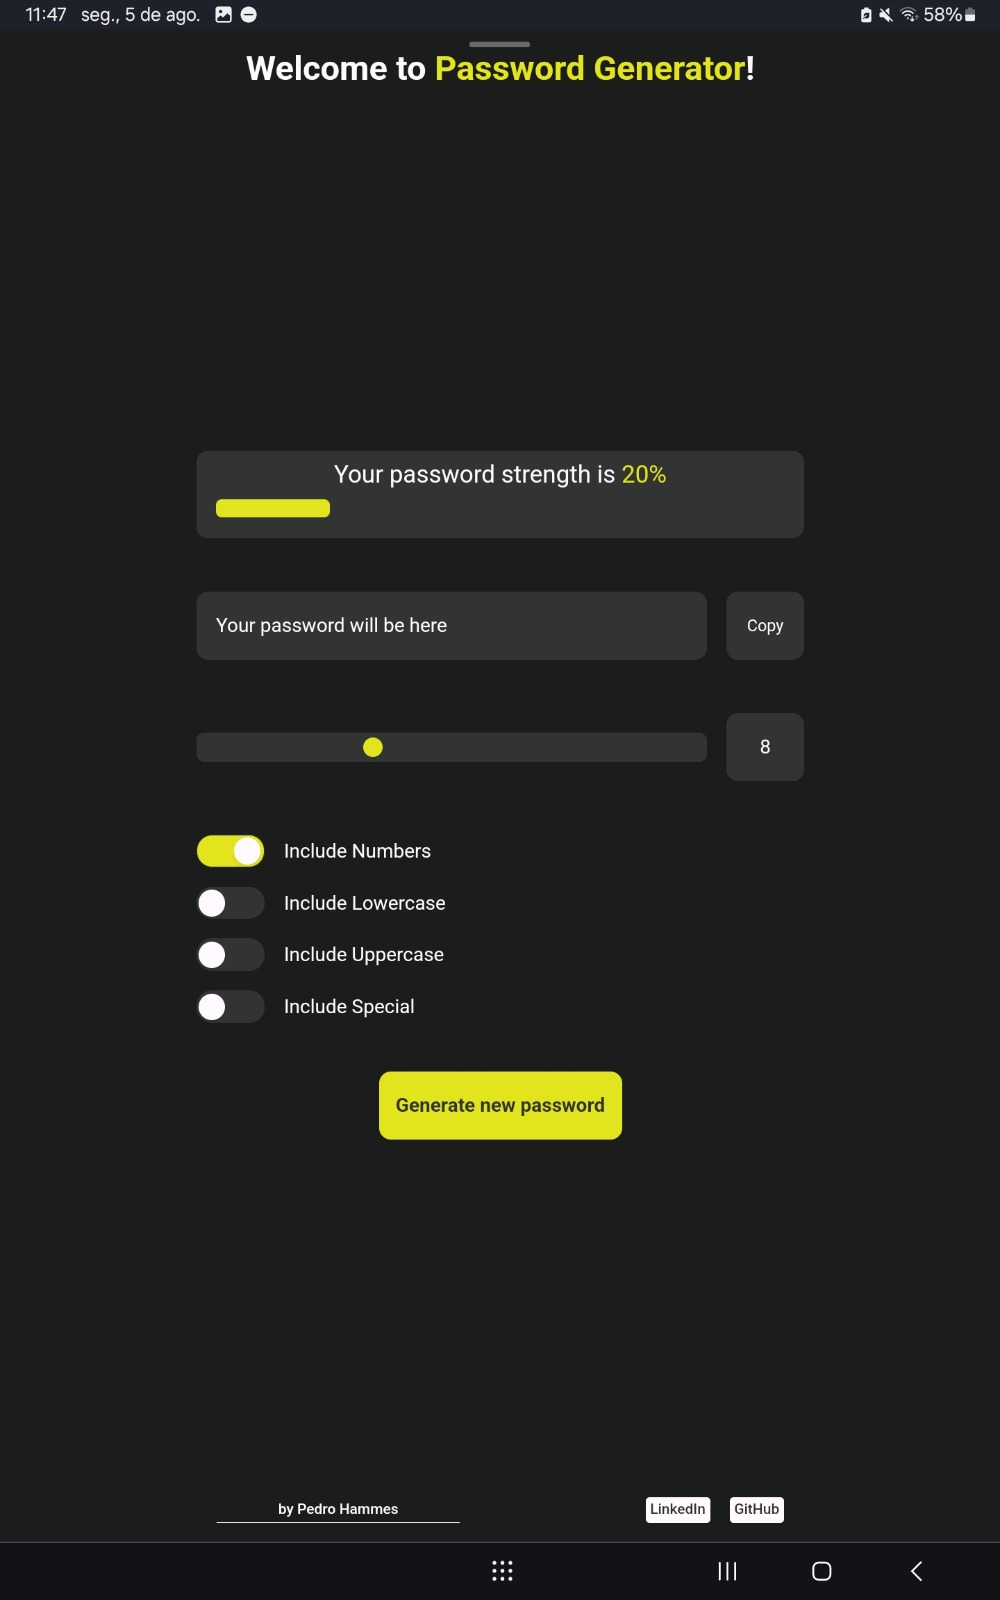 11:47 seg., 5 de ago. 58%
Welcome to Password Generator!
Your password strength is 20%
Your password will be here
Copy
8
Include Numbers
Include Lowercase
Include Uppercase
Include Special
Generate new password
by Pedro Hammes
LinkedIn
GitHub